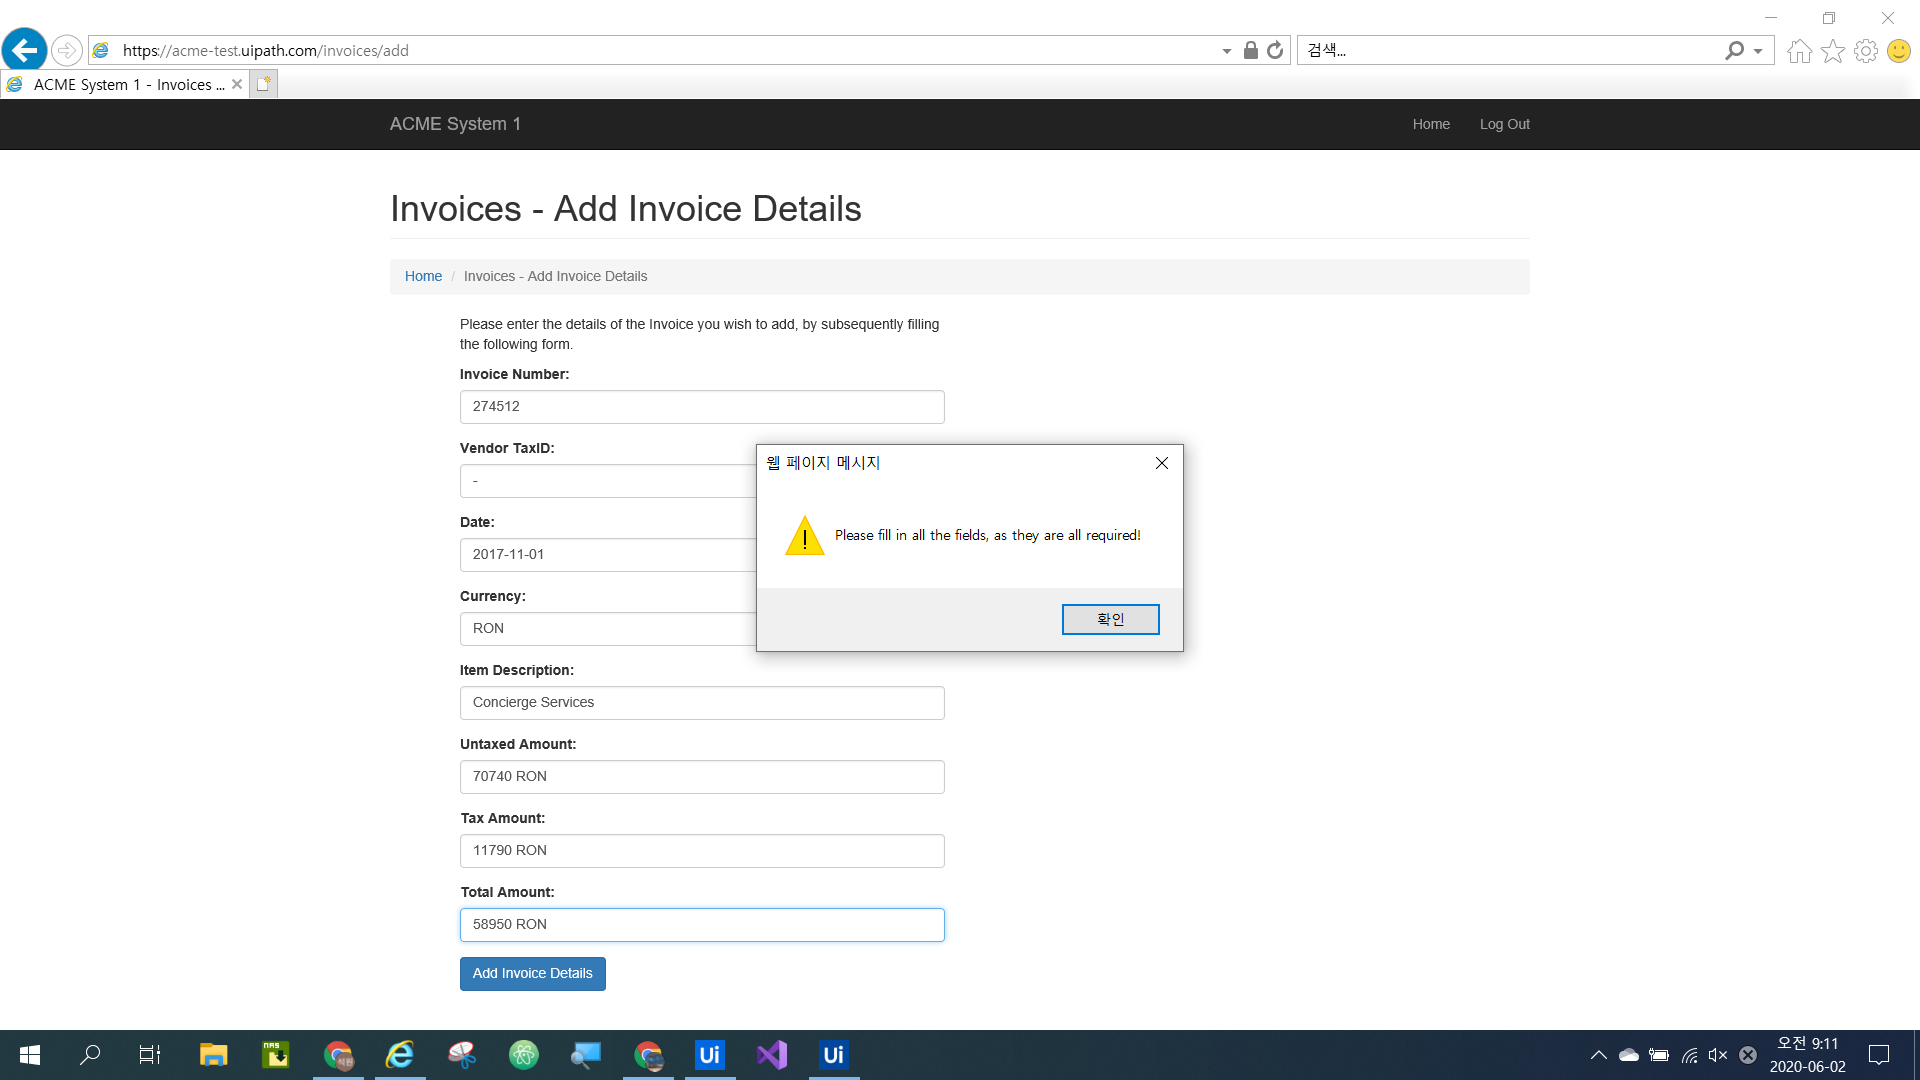 https://acme-test.uipath.com/invoices/add
검색...
ACME System 1 - Invoices ...
ACME System 1
Home
Log Out
Invoices - Add Invoice Details
Home / Invoices - Add Invoice Details
Please enter the details of the Invoice you wish to add, by subsequently filling
the following form.
Invoice Number:
274512
Vendor TaxID:
-
Date:
2017-11-01
Currency:
RON
웹 페이지 메시지
Please fill in all the fields, as they are all required!
확인
Item Description:
Concierge Services
Untaxed Amount:
70740 RON
Tax Amount:
11790 RON
Total Amount:
58950 RON
Add Invoice Details
NAS
Ui
Ui
오전 9:11
2020-06-02